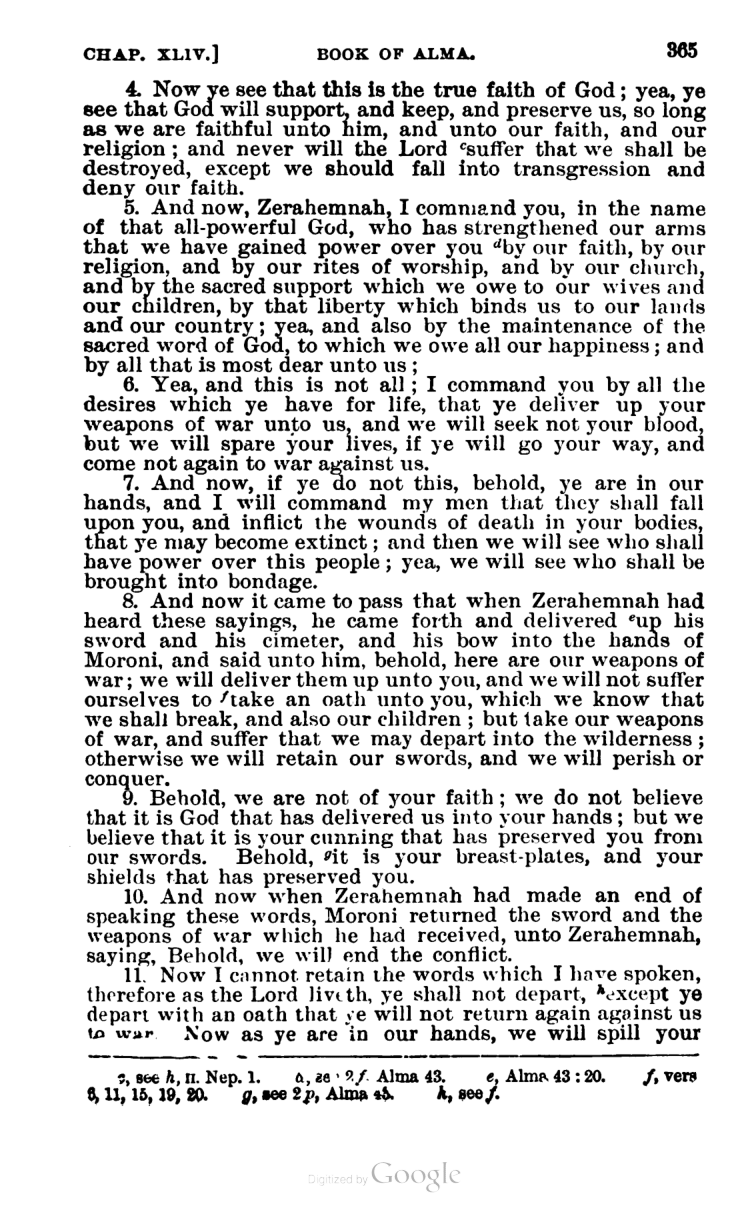 CHAP. XLIV.] BOOK OF ALMA. 365
4. Now ye see that this is the true faith of God; yea, ye
see that God will support, and keep, and preserve us, so long
as we are faithful unto him, and unto our faith, and our
religion; and never will the Lord ᶜsuffer that we shall be
destroyed, except we should fall into transgression and
deny our faith.
5. And now, Zerahemnah, I command you, in the name
of that all-powerful God, who has strengthened our arms
that we have gained power over you ᵈby our faith, by our
religion, and by our rites of worship, and by our church,
and by the sacred support which we owe to our wives and
our children, by that liberty which binds us to our lands
and our country; yea, and also by the maintenance of the
sacred word of God, to which we owe all our happiness; and
by all that is most dear unto us;
6. Yea, and this is not all; I command you by all the
desires which ye have for life, that ye deliver up your
weapons of war unto us, and we will seek not your blood,
but we will spare your lives, if ye will go your way, and
come not again to war against us.
7. And now, if ye do not this, behold, ye are in our
hands, and I will command my men that they shall fall
upon you, and inflict the wounds of death in your bodies,
that ye may become extinct; and then we will see who shall
have power over this people; yea, we will see who shall be
brought into bondage.
8. And now it came to pass that when Zerahemnah had
heard these sayings, he came forth and delivered ᵉup his
sword and his cimeter, and his bow into the hands of
Moroni, and said unto him, behold, here are our weapons of
war; we will deliver them up unto you, and we will not suffer
ourselves to ᶠtake an oath unto you, which we know that
we shall break, and also our children; but take our weapons
of war, and suffer that we may depart into the wilderness;
otherwise we will retain our swords, and we will perish or
conquer.
9. Behold, we are not of your faith; we do not believe
that it is God that has delivered us into your hands; but we
believe that it is your cunning that has preserved you from
our swords. Behold, ᵍit is your breast-plates, and your
shields that has preserved you.
10. And now when Zerahemnah had made an end of
speaking these words, Moroni returned the sword and the
weapons of war which he had received, unto Zerahemnah,
saying, Behold, we will end the conflict.
11. Now I cannot retain the words which I have spoken,
therefore as the Lord liveth, ye shall not depart, ʰexcept ye
depart with an oath that ye will not return again against us
to war. Now as ye are in our hands, we will spill your
see h, II. Nep. 1. 2 f. Alma 43. e, Alma 43:20. f, vers
6, 11, 15, 19, 20. g, see 2 p, Alma h, see f.
Digitized by Google